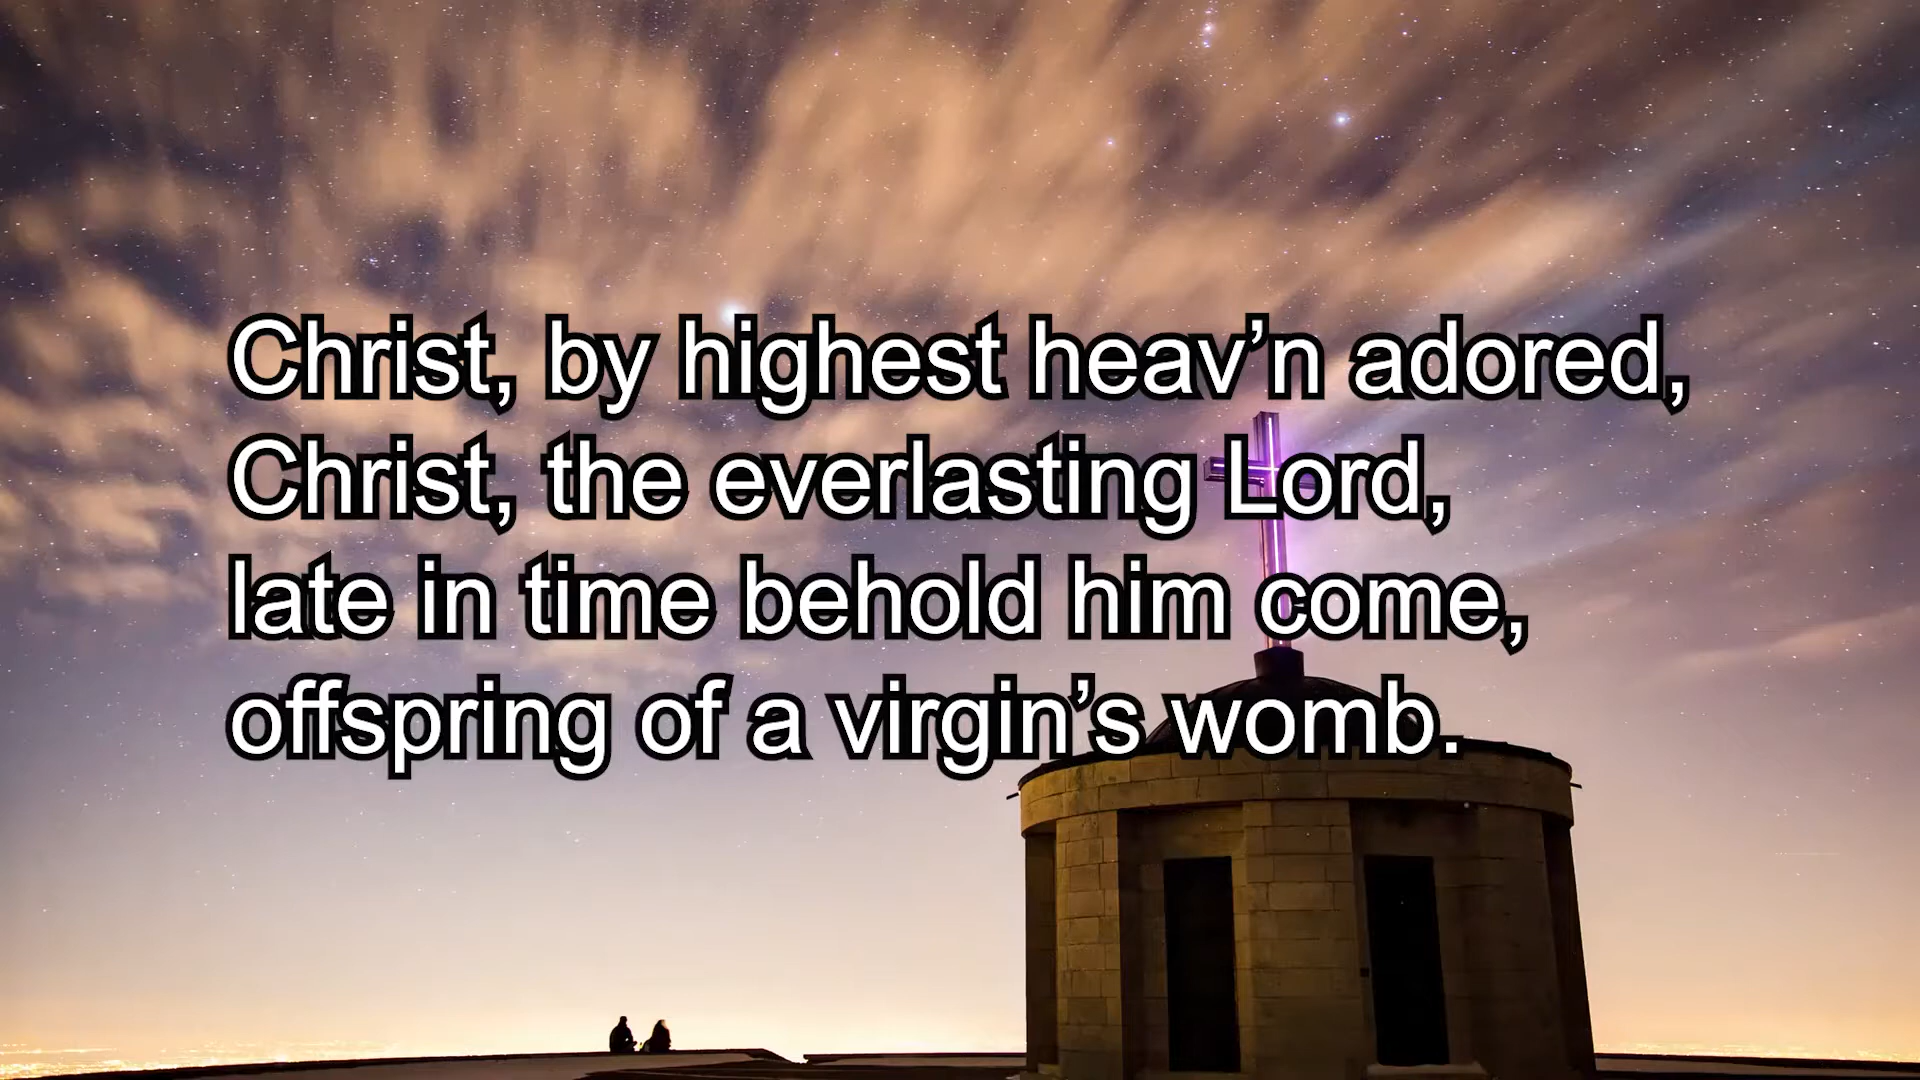 Christ, by highest heav’n adored,
Christ, the everlasting Lord,
late in time behold him come,
offspring of a virgin’s womb.